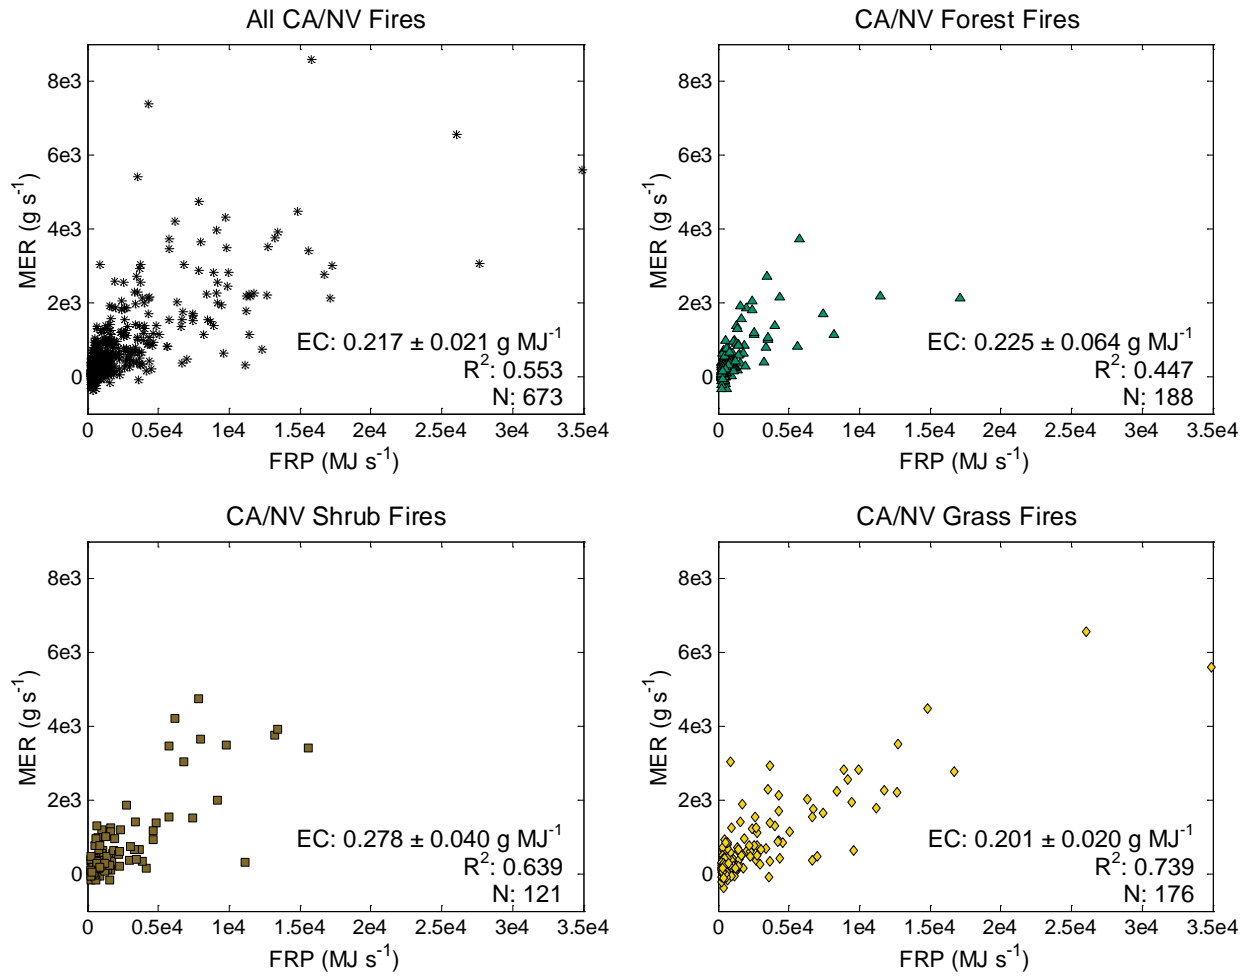 All CA/NV Fires
8e3
6e3
4e3
2e3
0
MER (g s⁻¹)
EC: 0.217 ± 0.021 g MJ⁻¹
R²: 0.553
N: 673
0 0.5e4 1e4 1.5e4 2e4 2.5e4 3e4 3.5e4
FRP (MJ s⁻¹)
CA/NV Forest Fires
8e3
6e3
4e3
2e3
0
MER (g s⁻¹)
EC: 0.225 ± 0.064 g MJ⁻¹
R²: 0.447
N: 188
0 0.5e4 1e4 1.5e4 2e4 2.5e4 3e4 3.5e4
FRP (MJ s⁻¹)
CA/NV Shrub Fires
8e3
6e3
4e3
2e3
0
MER (g s⁻¹)
EC: 0.278 ± 0.040 g MJ⁻¹
R²: 0.639
N: 121
0 0.5e4 1e4 1.5e4 2e4 2.5e4 3e4 3.5e4
FRP (MJ s⁻¹)
CA/NV Grass Fires
8e3
6e3
4e3
2e3
0
MER (g s⁻¹)
EC: 0.201 ± 0.020 g MJ⁻¹
R²: 0.739
N: 176
0 0.5e4 1e4 1.5e4 2e4 2.5e4 3e4 3.5e4
FRP (MJ s⁻¹)